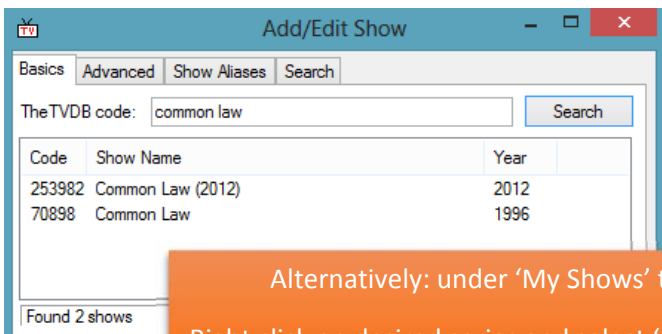 TV
Add/Edit Show
Basics Advanced Show Aliases Search
TheTVDB code: common law Search
Code Show Name Year
253982 Common Law (2012) 2012
70898 Common Law 1996
Alternatively: under ‘My Shows’
Found 2 shows